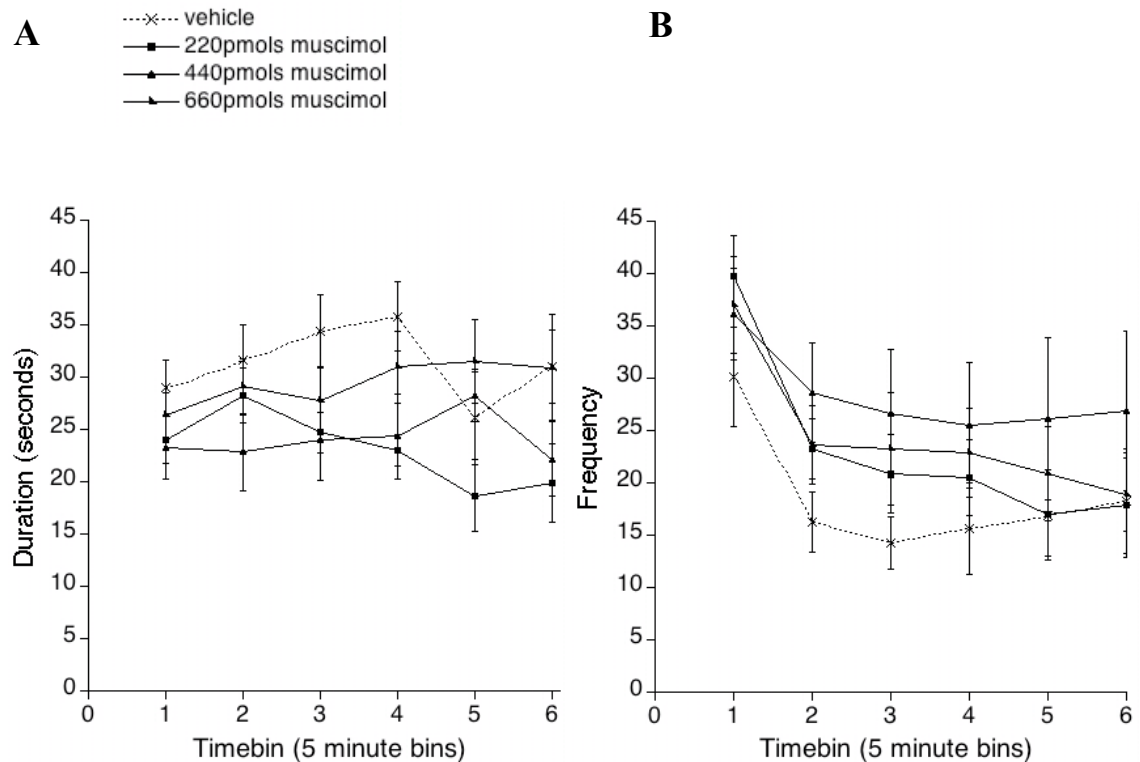 A
vehicle
220pmols muscimol
440pmols muscimol
660pmols muscimol
B
Duration (seconds)
45
40
35
30
25
20
15
10
5
0
0 1 2 3 4 5 6
Timebin (5 minute bins)
Frequency
45
40
35
30
25
20
15
10
5
0
0 1 2 3 4 5 6
Timebin (5 minute bins)